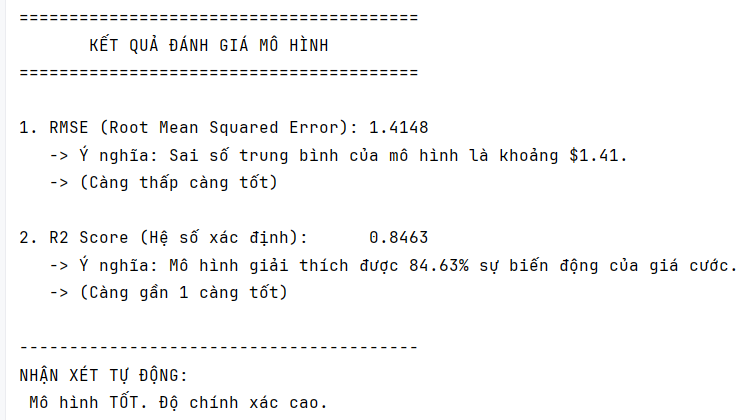 ========================================
KẾT QUẢ ĐÁNH GIÁ MÔ HÌNH
========================================
1. RMSE (Root Mean Squared Error): 1.4148
-> Ý nghĩa: Sai số trung bình của mô hình là khoảng $1.41.
-> (Càng thấp càng tốt)
2. R2 Score (Hệ số xác định): 0.8463
-> Ý nghĩa: Mô hình giải thích được 84.63% sự biến động của giá cước.
-> (Càng gần 1 càng tốt)
----------------------------------------
NHẬN XÉT TỰ ĐỘNG:
Mô hình TỐT. Độ chính xác cao.